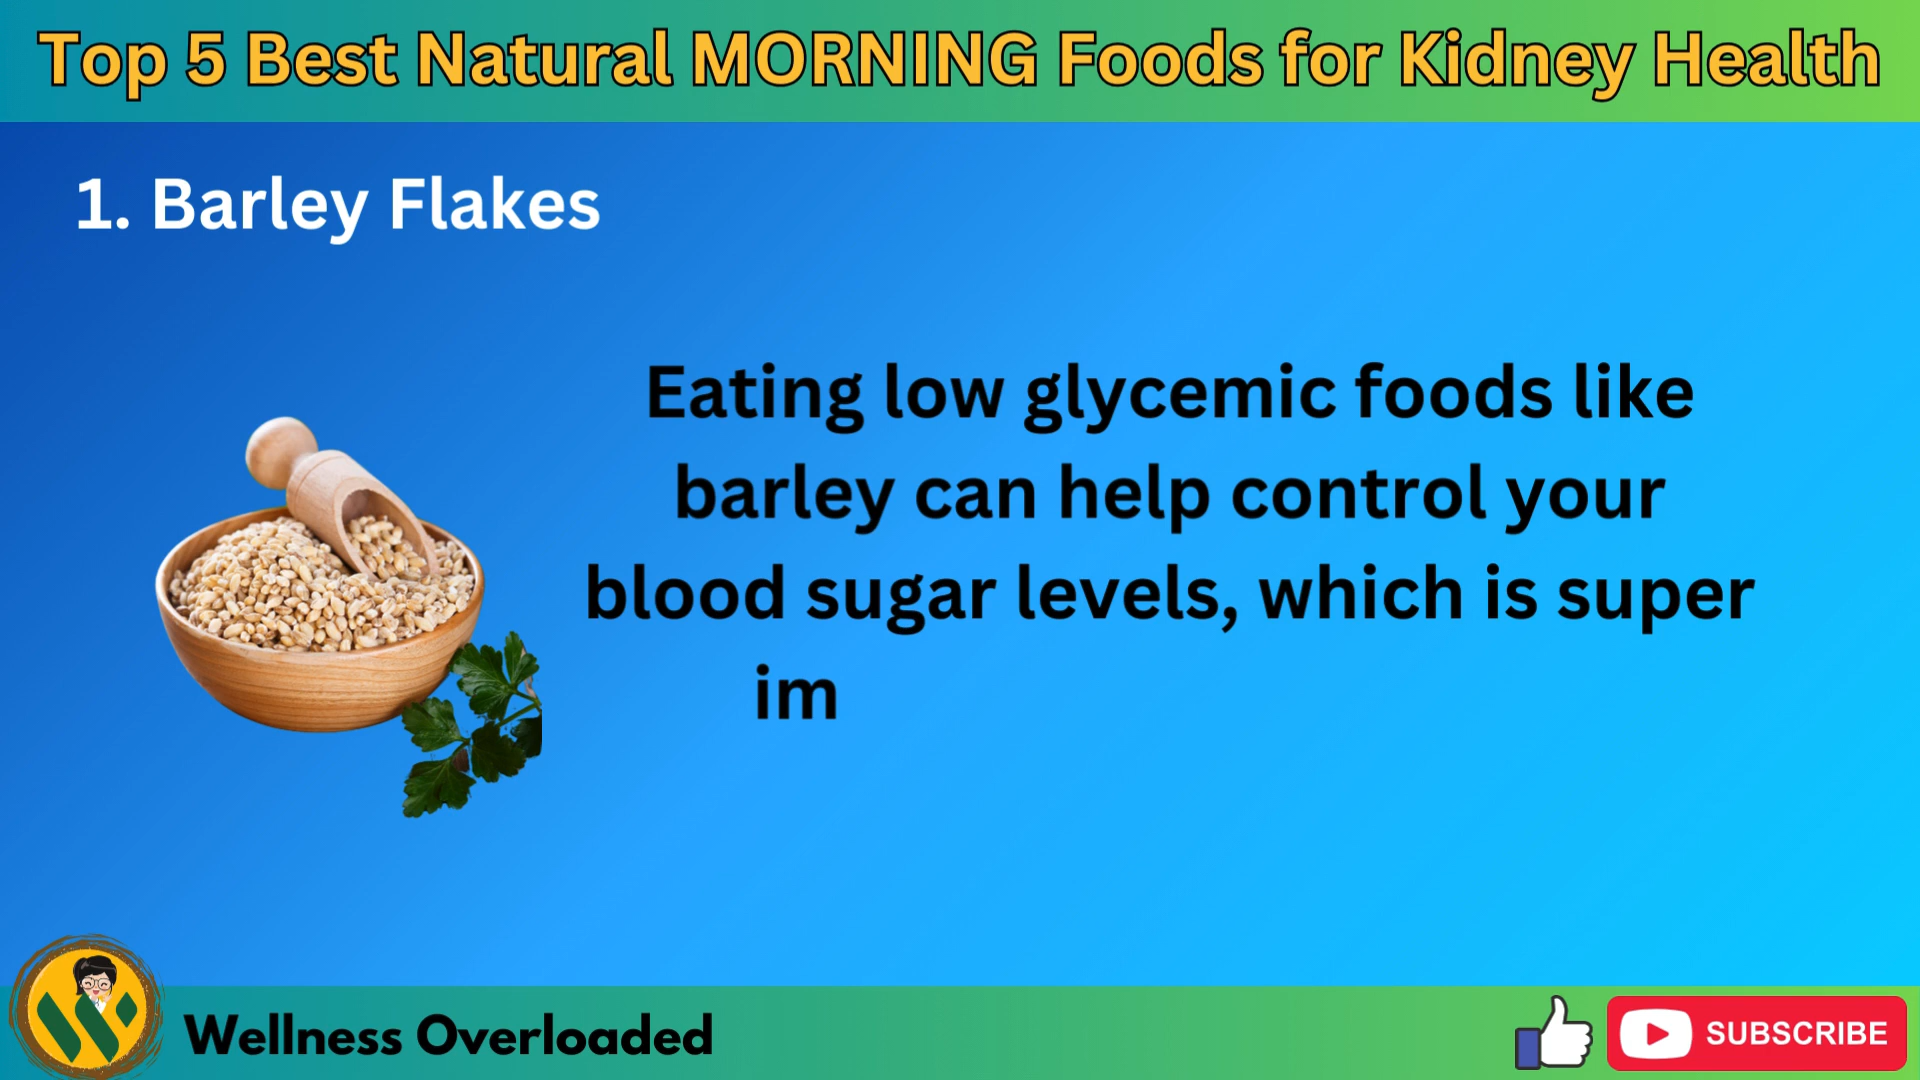 Top 5 Best Natural MORNING Foods for Kidney Health
1. Barley Flakes
Eating low glycemic foods like
barley can help control your
blood sugar levels, which is super
im
Wellness Overloaded
SUBSCRIBE